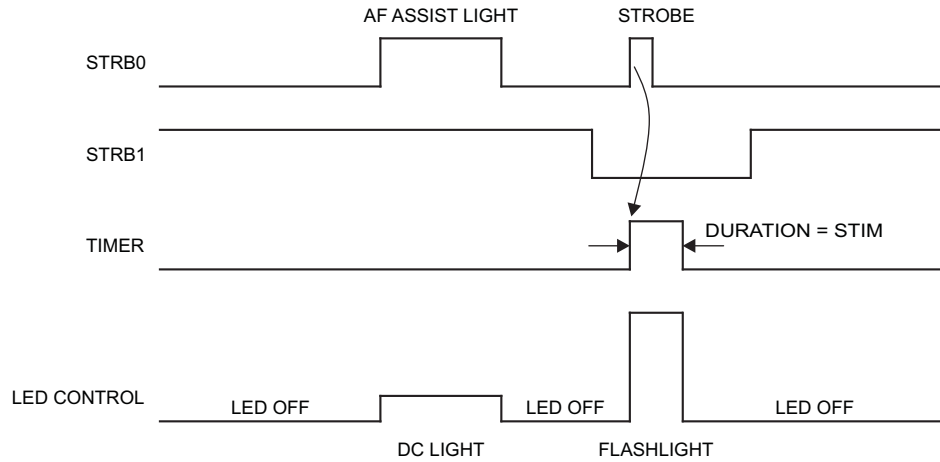 AF ASSIST LIGHT STROBE
STRB0
STRB1
TIMER
DURATION = STIM
LED CONTROL
LED OFF LED OFF LED OFF
DC LIGHT FLASHLIGHT